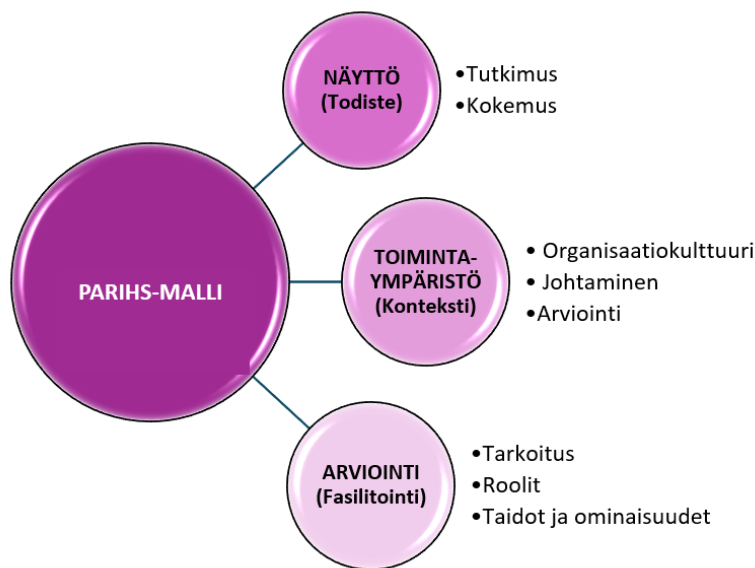 NÄYTTÖ
(Todiste)
•Tutkimus
•Kokemus
PARIHS-MALLI
TOIMINTA-
YMPÄRISTÖ
(Konteksti)
• Organisaatiokulttuuri
• Johtaminen
•Arviointi
ARVIOINTI
(Fasilitointi)
•Tarkoitus
•Roolit
•Taidot ja ominaisuudet